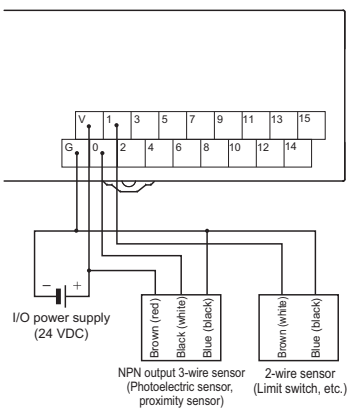 V 1 3 5 7 9 11 13 15
G 0 2 4 6 8 10 12 14
− +
I/O power supply
(24 VDC)
Brown (red)
Black (white)
Blue (black)
Brown (white)
Blue (black)
NPN output 3-wire sensor
(Photoelectric sensor,
proximity sensor)
2-wire sensor
(Limit switch, etc.)